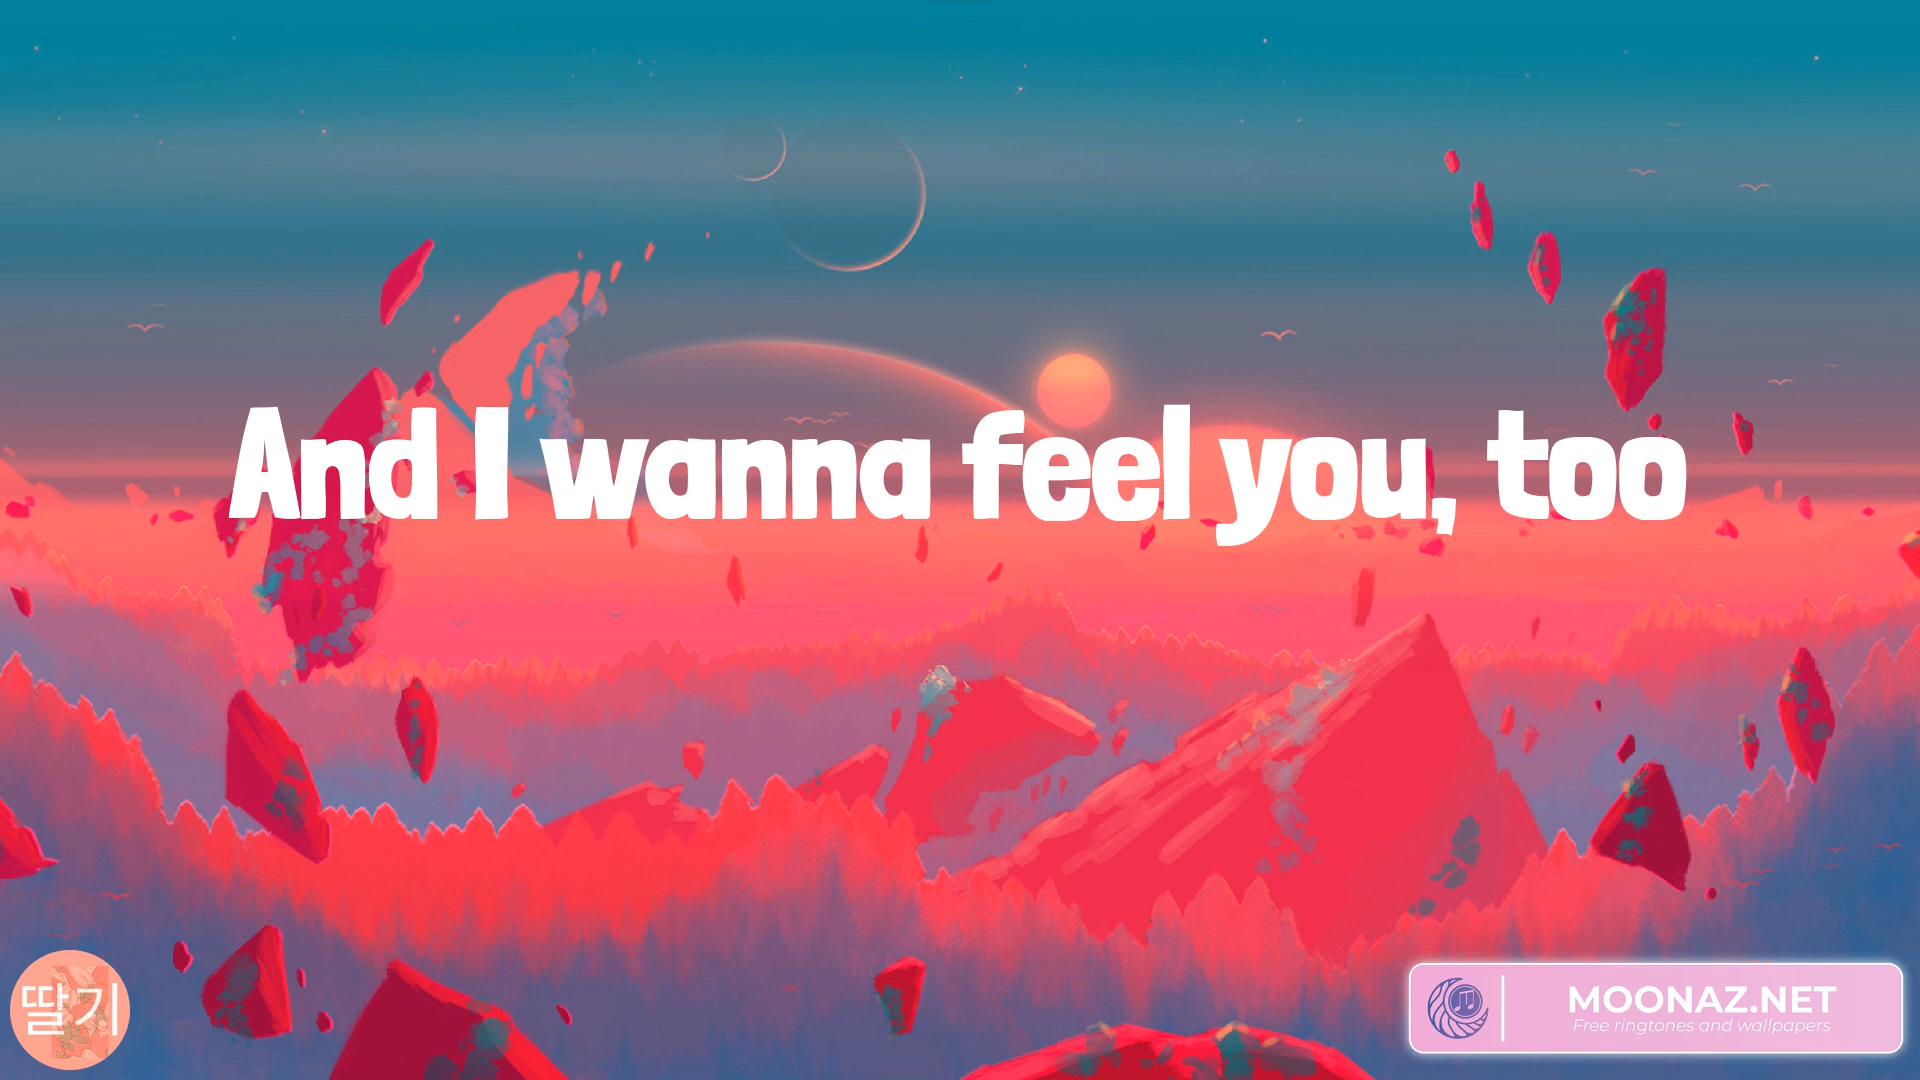 And I wanna feel you, too
딸기
MOONAZ.NET
Free ringtones and wallpapers